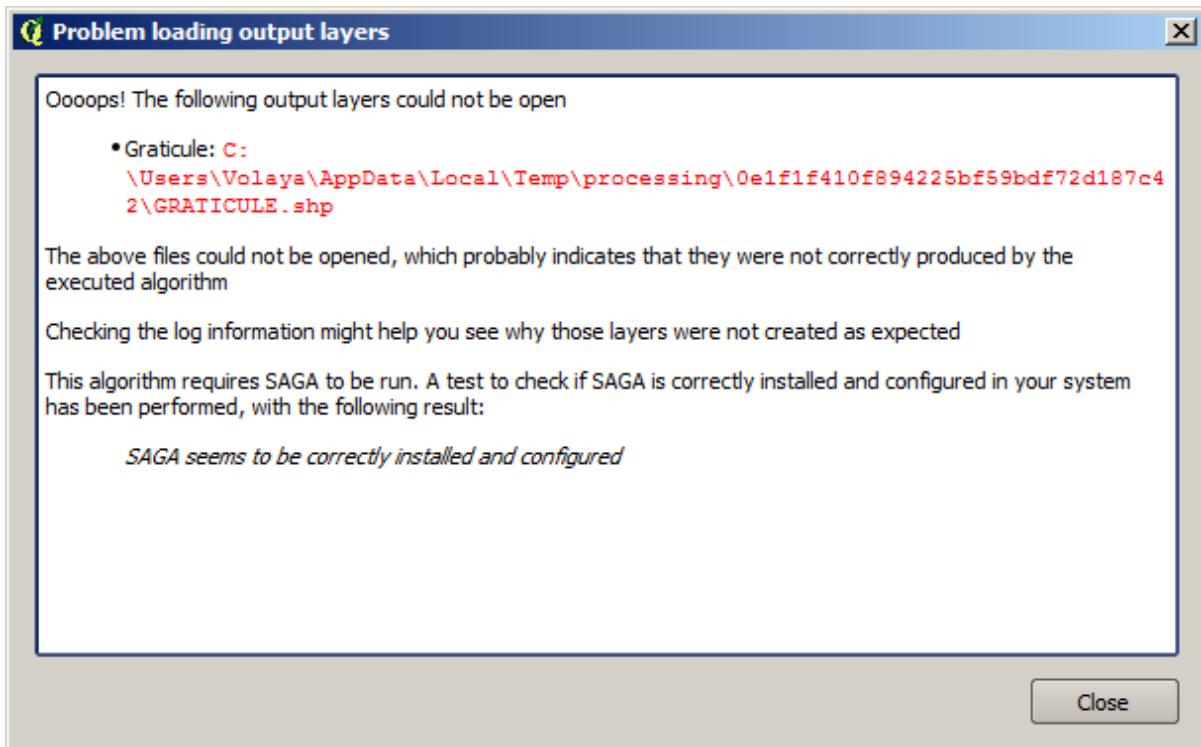 Problem loading output layers
Oooops! The following output layers could not be open
•Graticule: C:
\Users\Volaya\AppData\Local\Temp\processing\0e1f1f410f894225bf59bdf72d187c4
2\GRATICULE.shp
The above files could not be opened, which probably indicates that they were not correctly produced by the
executed algorithm
Checking the log information might help you see why those layers were not created as expected
This algorithm requires SAGA to be run. A test to check if SAGA is correctly installed and configured in your system
has been performed, with the following result:
SAGA seems to be correctly installed and configured
Close